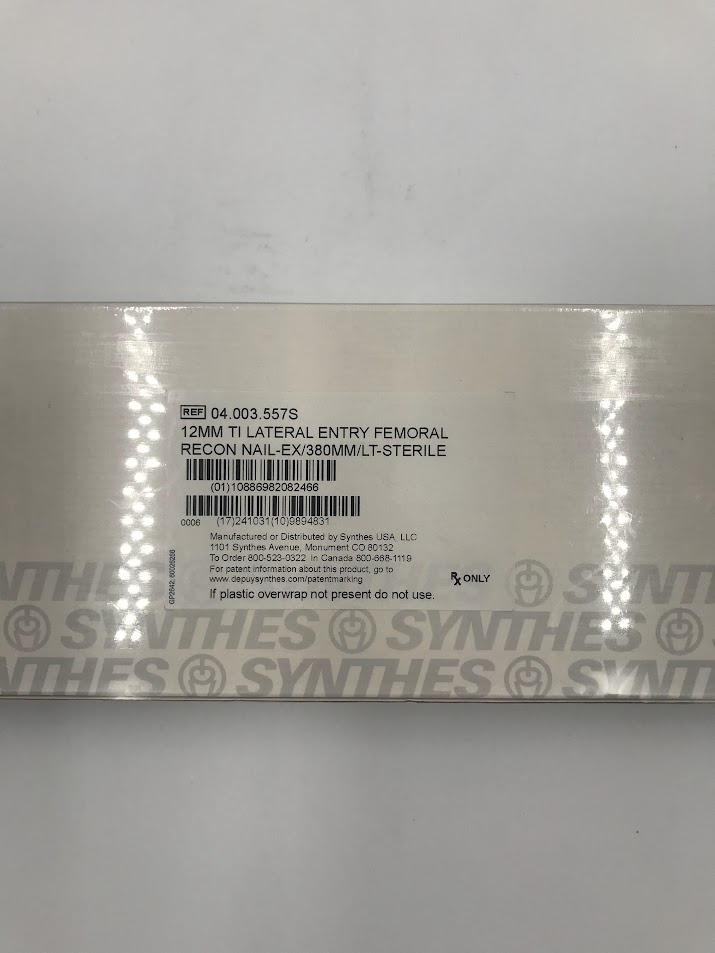 REF 04.003.557S
12MM TI LATERAL ENTRY FEMORAL
RECON NAIL-EX/380MM/LT-STERILE
(01)10886982082466
0006 (17)241031(10)9894831
Manufactured or Distributed by Synthes USA, LLC
1101 Synthes Avenue, Monument CO 80132
To Order 800-523-0322 In Canada 800-668-1119
For patent information about this product, go to
www.depuysynthes.com/patentmarking
Rx ONLY
If plastic overwrap not present do not use.
NTHES SYNTH
SYNTHES SYNTHES
NTHES SYNTHES SYNTHES